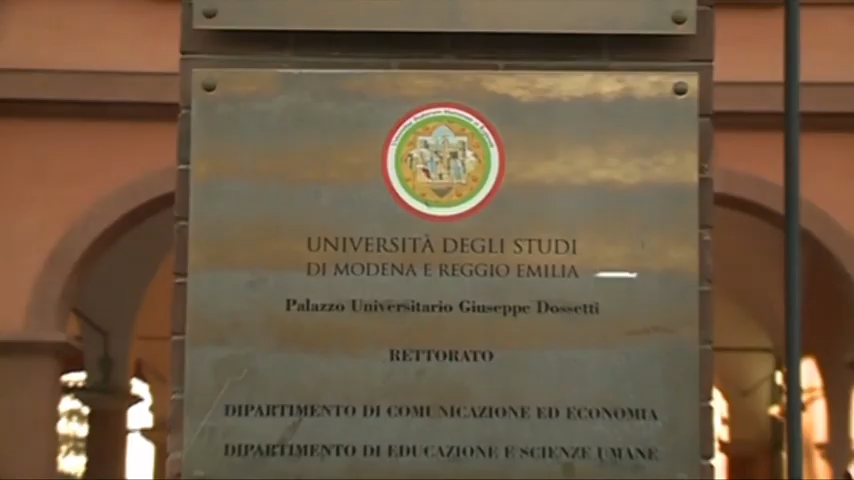 UNIVERSITÀ DEGLI STUDI
DI MODENA E REGGIO EMILIA
Palazzo Universitario Giuseppe Dossetti
RETTORATO
DIPARTIMENTO DI COMUNICAZIONE ED ECONOMIA
DIPARTIMENTO DI EDUCAZIONE E SCIENZE UMANE